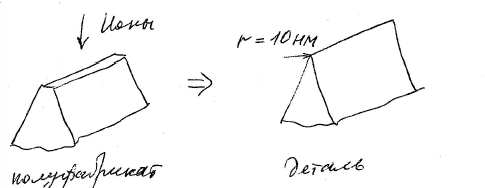 Ионы
r = 10 нм
полуфабрикат
деталь